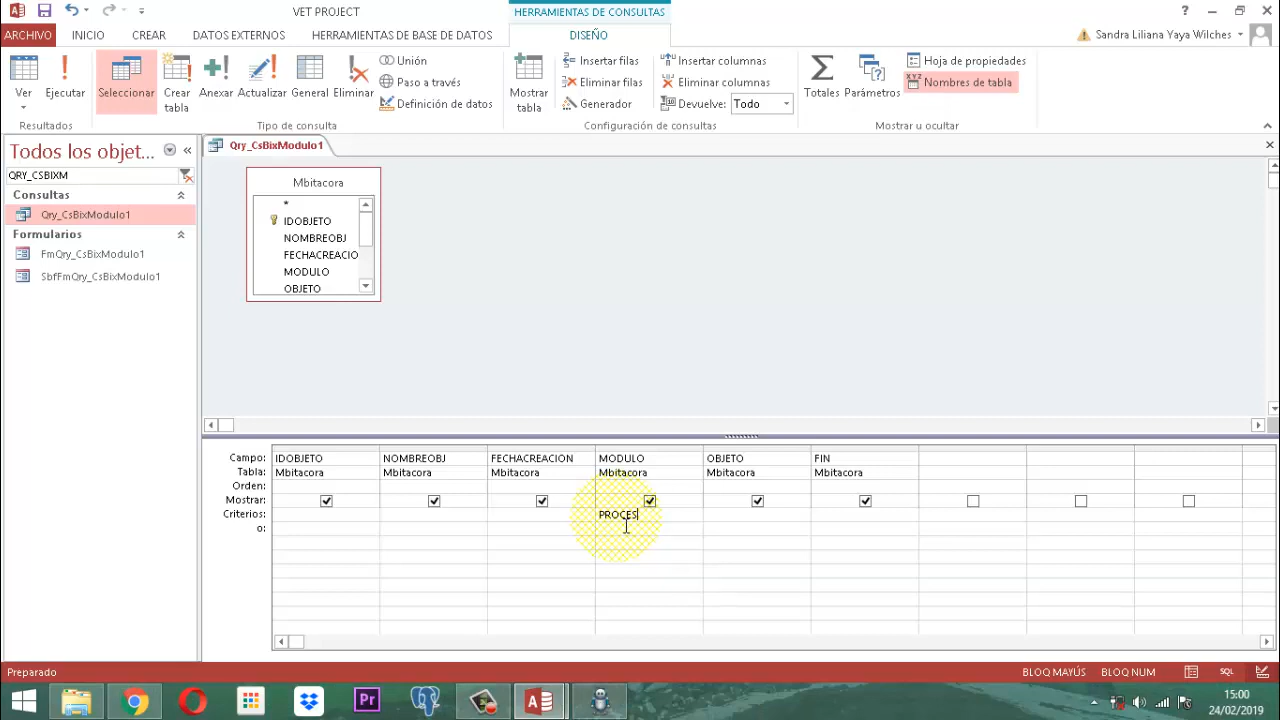 VET PROJECT
HERRAMIENTAS DE CONSULTAS
?
ARCHIVO INICIO CREAR DATOS EXTERNOS HERRAMIENTAS DE BASE DE DATOS DISEÑO
Sandra Liliana Yaya Wilches
Ver
Ejecutar
Resultados
Seleccionar
Crear tabla
Anexar
Actualizar
General
Eliminar
Unión
Paso a través
Definición de datos
Tipo de consulta
Mostrar tabla
Insertar filas
Eliminar filas
Generador
Insertar columnas
Eliminar columnas
Devuelve: Todo
Configuración de consultas
Totales
Parámetros
Hoja de propiedades
XYZ Nombres de tabla
Mostrar u ocultar
Todos los objet... «
QRY_CSBIXM
Consultas
Qry_CsBixModulo1
Formularios
FmQry_CsBixModulo1
SbfFmQry_CsBixModulo1
Qry_CsBixModulo1
Mbitacora
*
IDOBJETO
NOMBREOBJ
FECHACREACIO
MODULO
OBJETO
Campo: IDOBJETO NOMBREOBJ FECHACREACION MODULO OBJETO FIN
Tabla: Mbitacora Mbitacora Mbitacora Mbitacora Mbitacora Mbitacora
Orden:
Mostrar:
Criterios: PROCES
o:
Preparado
BLOQ MAYÚS BLOQ NUM SQL
Pr
15:00
24/02/2019